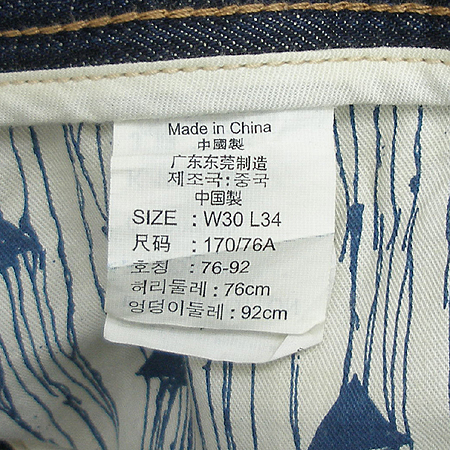 Made in China
中國製
广东东莞制造
제조국:중국
中国製
SIZE : W30 L34
尺码 : 170/76A
호칭 : 76-92
허리둘레 : 76cm
엉덩이둘레 : 92cm